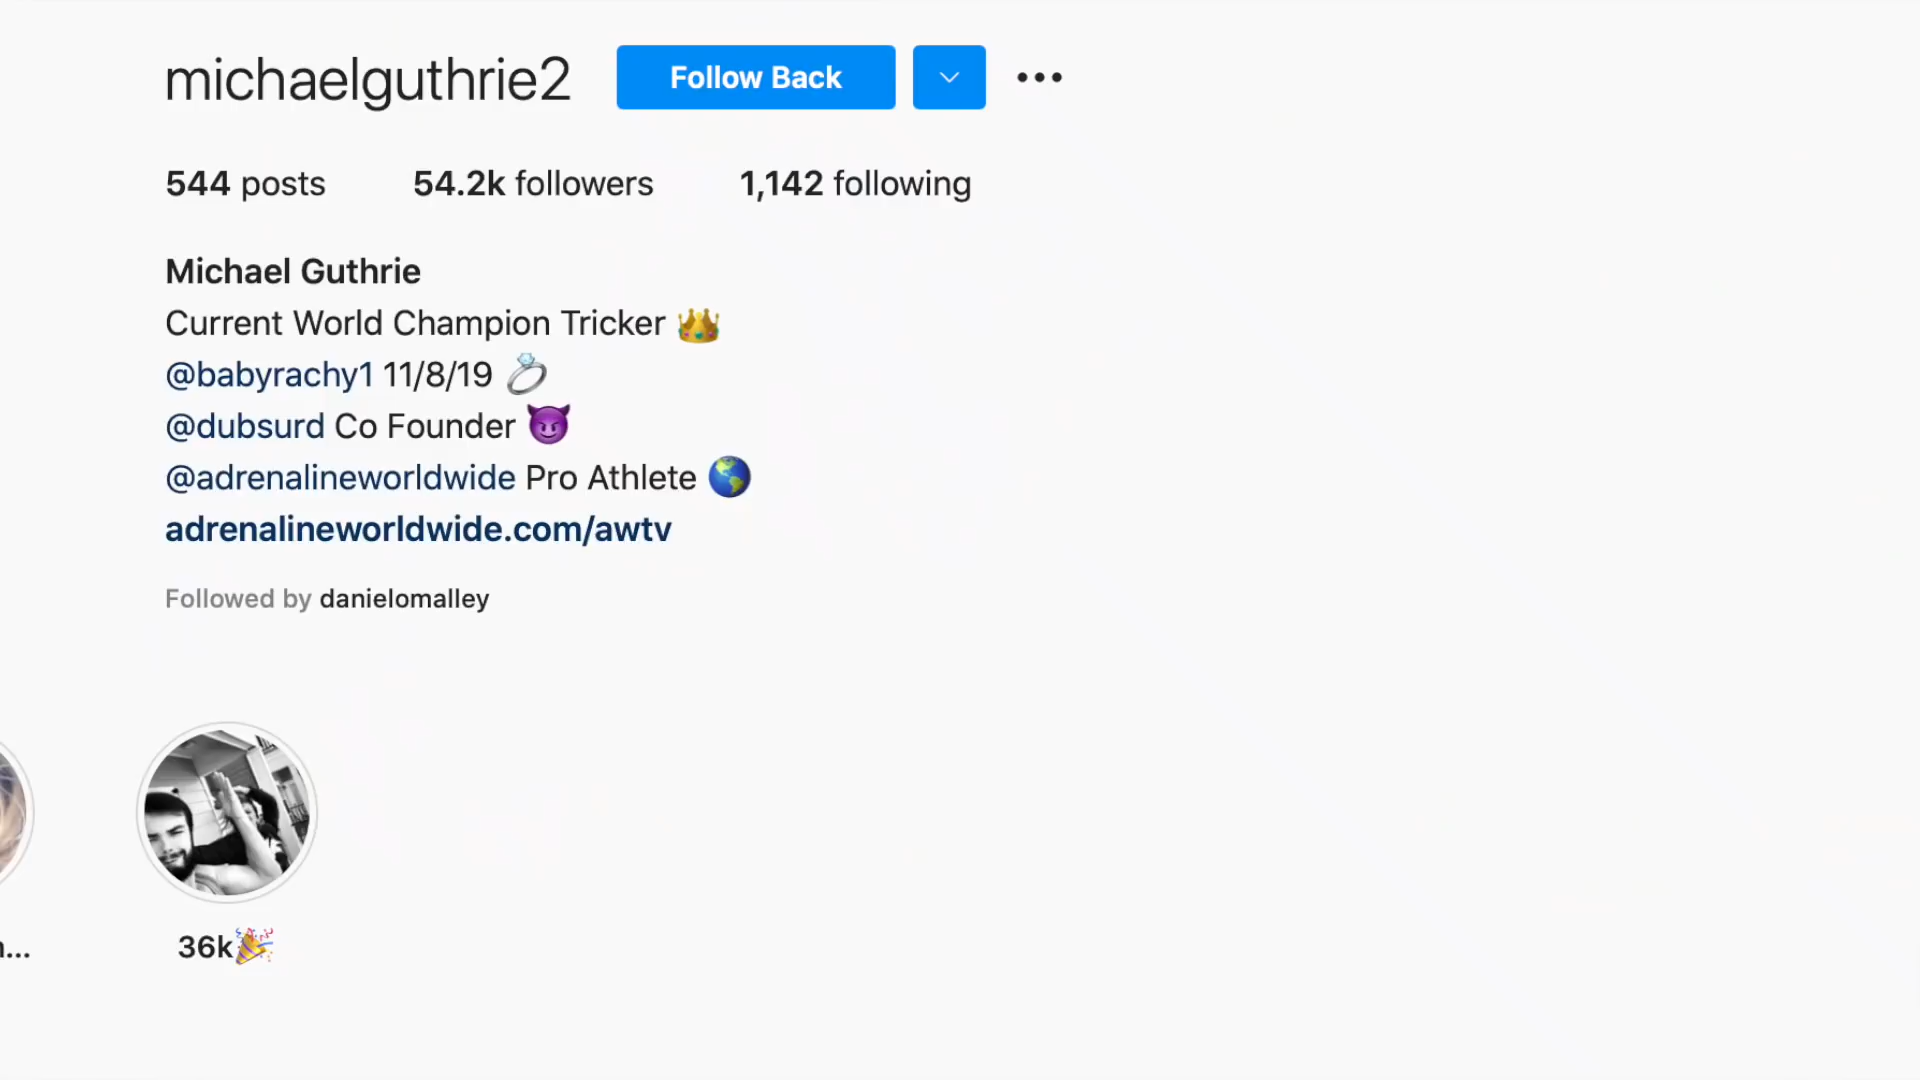 michaelguthrie2 Follow Back
544 posts 54.2k followers 1,142 following
Michael Guthrie
Current World Champion Tricker 👑
@babyrachy1 11/8/19 💍
@dubsurd Co Founder 😈
@adrenalineworldwide Pro Athlete 🌎
adrenalineworldwide.com/awtv
Followed by danielomalley
36k🎉